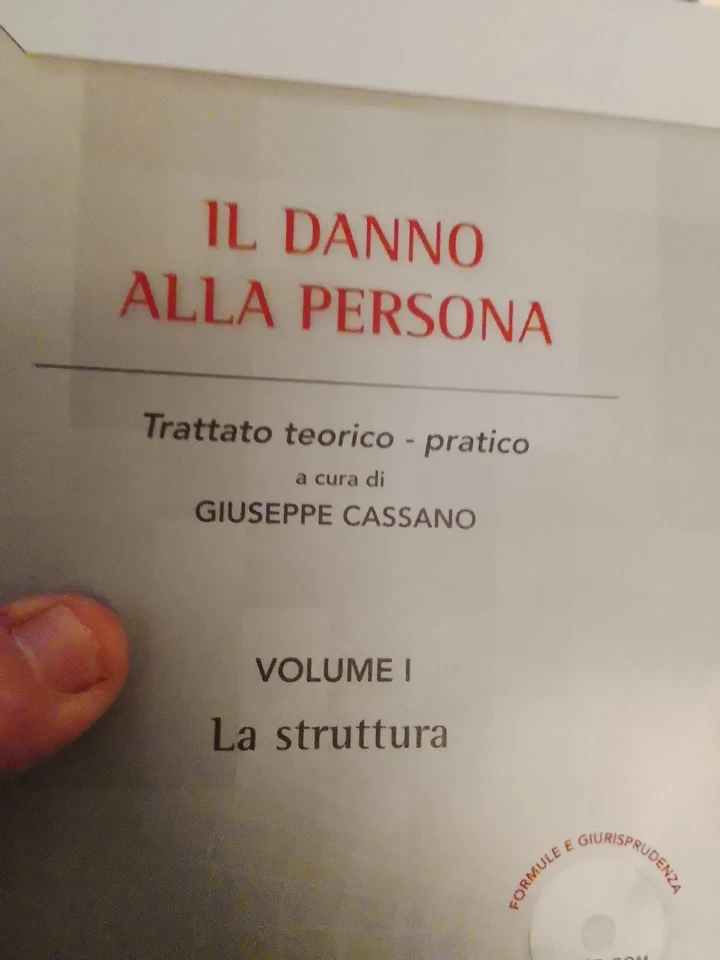 IL DANNO
ALLA PERSONA
Trattato teorico - pratico
a cura di
GIUSEPPE CASSANO
VOLUME I
La struttura
FORMULE E GIURISPRUDENZA